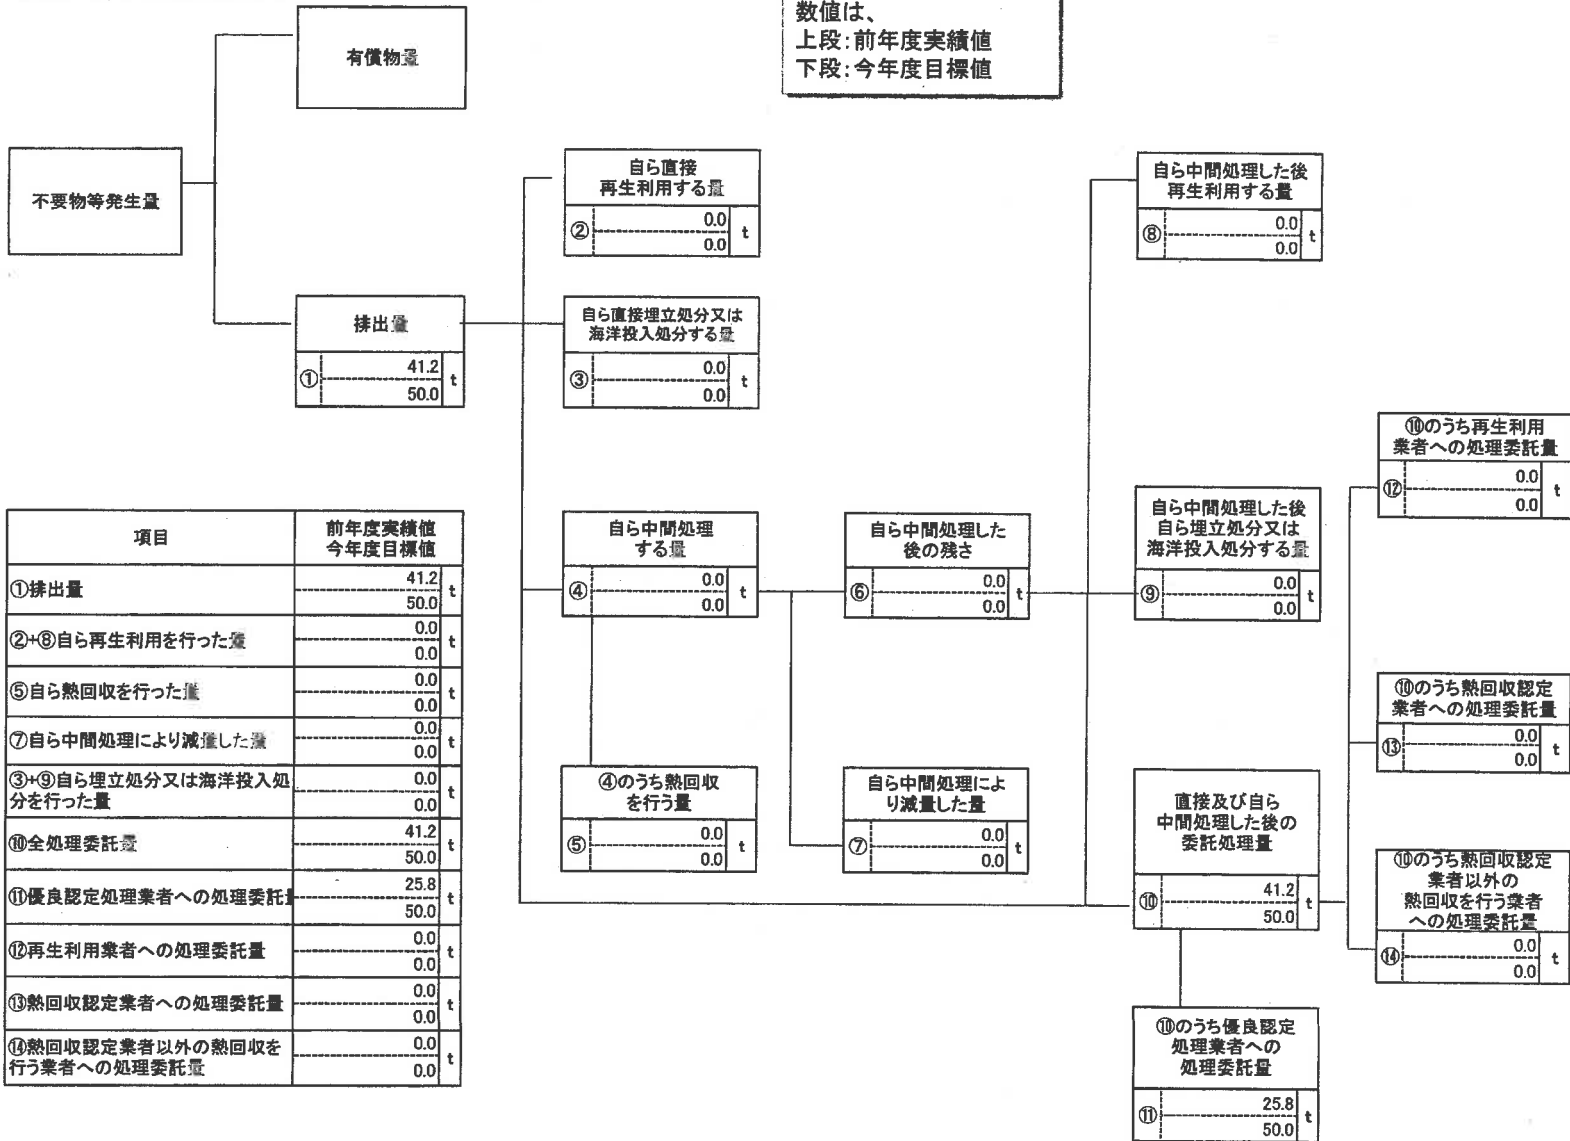 数値は、
上段:前年度実績値
下段:今年度目標値
有償物量
不要物等発生量
排出量
① 41.2 t
50.0
自ら直接
再生利用する量
② 0.0 t
0.0
自ら直接埋立処分又は
海洋投入処分する量
③ 0.0 t
0.0
自ら中間処理した後
再生利用する量
⑧ 0.0 t
0.0
自ら中間処理
する量
④ 0.0 t
0.0
自ら中間処理した
後の残さ
⑥ 0.0 t
0.0
自ら中間処理した後
自ら埋立処分又は
海洋投入処分する量
⑨ 0.0 t
0.0
④のうち熱回収
を行う量
⑤ 0.0 t
0.0
自ら中間処理によ
り減量した量
⑦ 0.0 t
0.0
直接及び自ら
中間処理した後の
委託処理量
⑩ 41.2 t
50.0
⑩のうち優良認定
処理業者への
処理委託量
⑪ 25.8 t
50.0
⑩のうち再生利用
業者への処理委託量
⑫ 0.0 t
0.0
⑩のうち熱回収認定
業者への処理委託量
⑬ 0.0 t
0.0
⑩のうち熱回収認定
業者以外の
熱回収を行う業者
への処理委託量
⑭ 0.0 t
0.0
項目 前年度実績値
今年度目標値
①排出量 41.2 t
50.0
②+⑧自ら再生利用を行った量 0.0 t
0.0
⑤自ら熱回収を行った量 0.0 t
0.0
⑦自ら中間処理により減量した量 0.0 t
0.0
③+⑨自ら埋立処分又は海洋投入処 0.0 t
分を行った量 0.0
⑩全処理委託量 41.2 t
50.0
⑪優良認定処理業者への処理委託量 25.8 t
50.0
⑫再生利用業者への処理委託量 0.0 t
0.0
⑬熱回収認定業者への処理委託量 0.0 t
0.0
⑭熱回収認定業者以外の熱回収を 0.0 t
行う業者への処理委託量 0.0